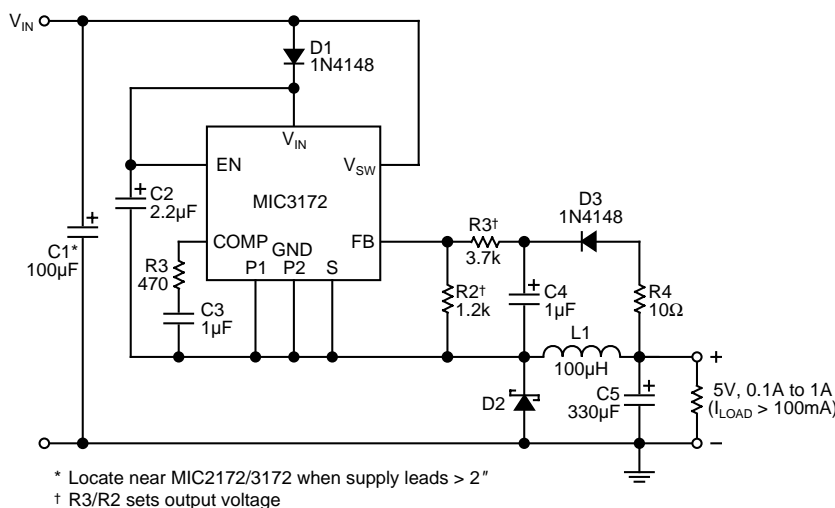 VIN
D1
1N4148
VIN
EN
VSW
C2
2.2µF
MIC3172
D3
1N4148
C1*
100µF
COMP
GND
FB
R3†
3.7k
P1
P2
S
R3
470
R2†
1.2k
C4
1µF
R4
10Ω
C3
1µF
L1
100µH
+
D2
C5
330µF
5V, 0.1A to 1A
(ILOAD > 100mA)
–
* Locate near MIC2172/3172 when supply leads > 2"
† R3/R2 sets output voltage